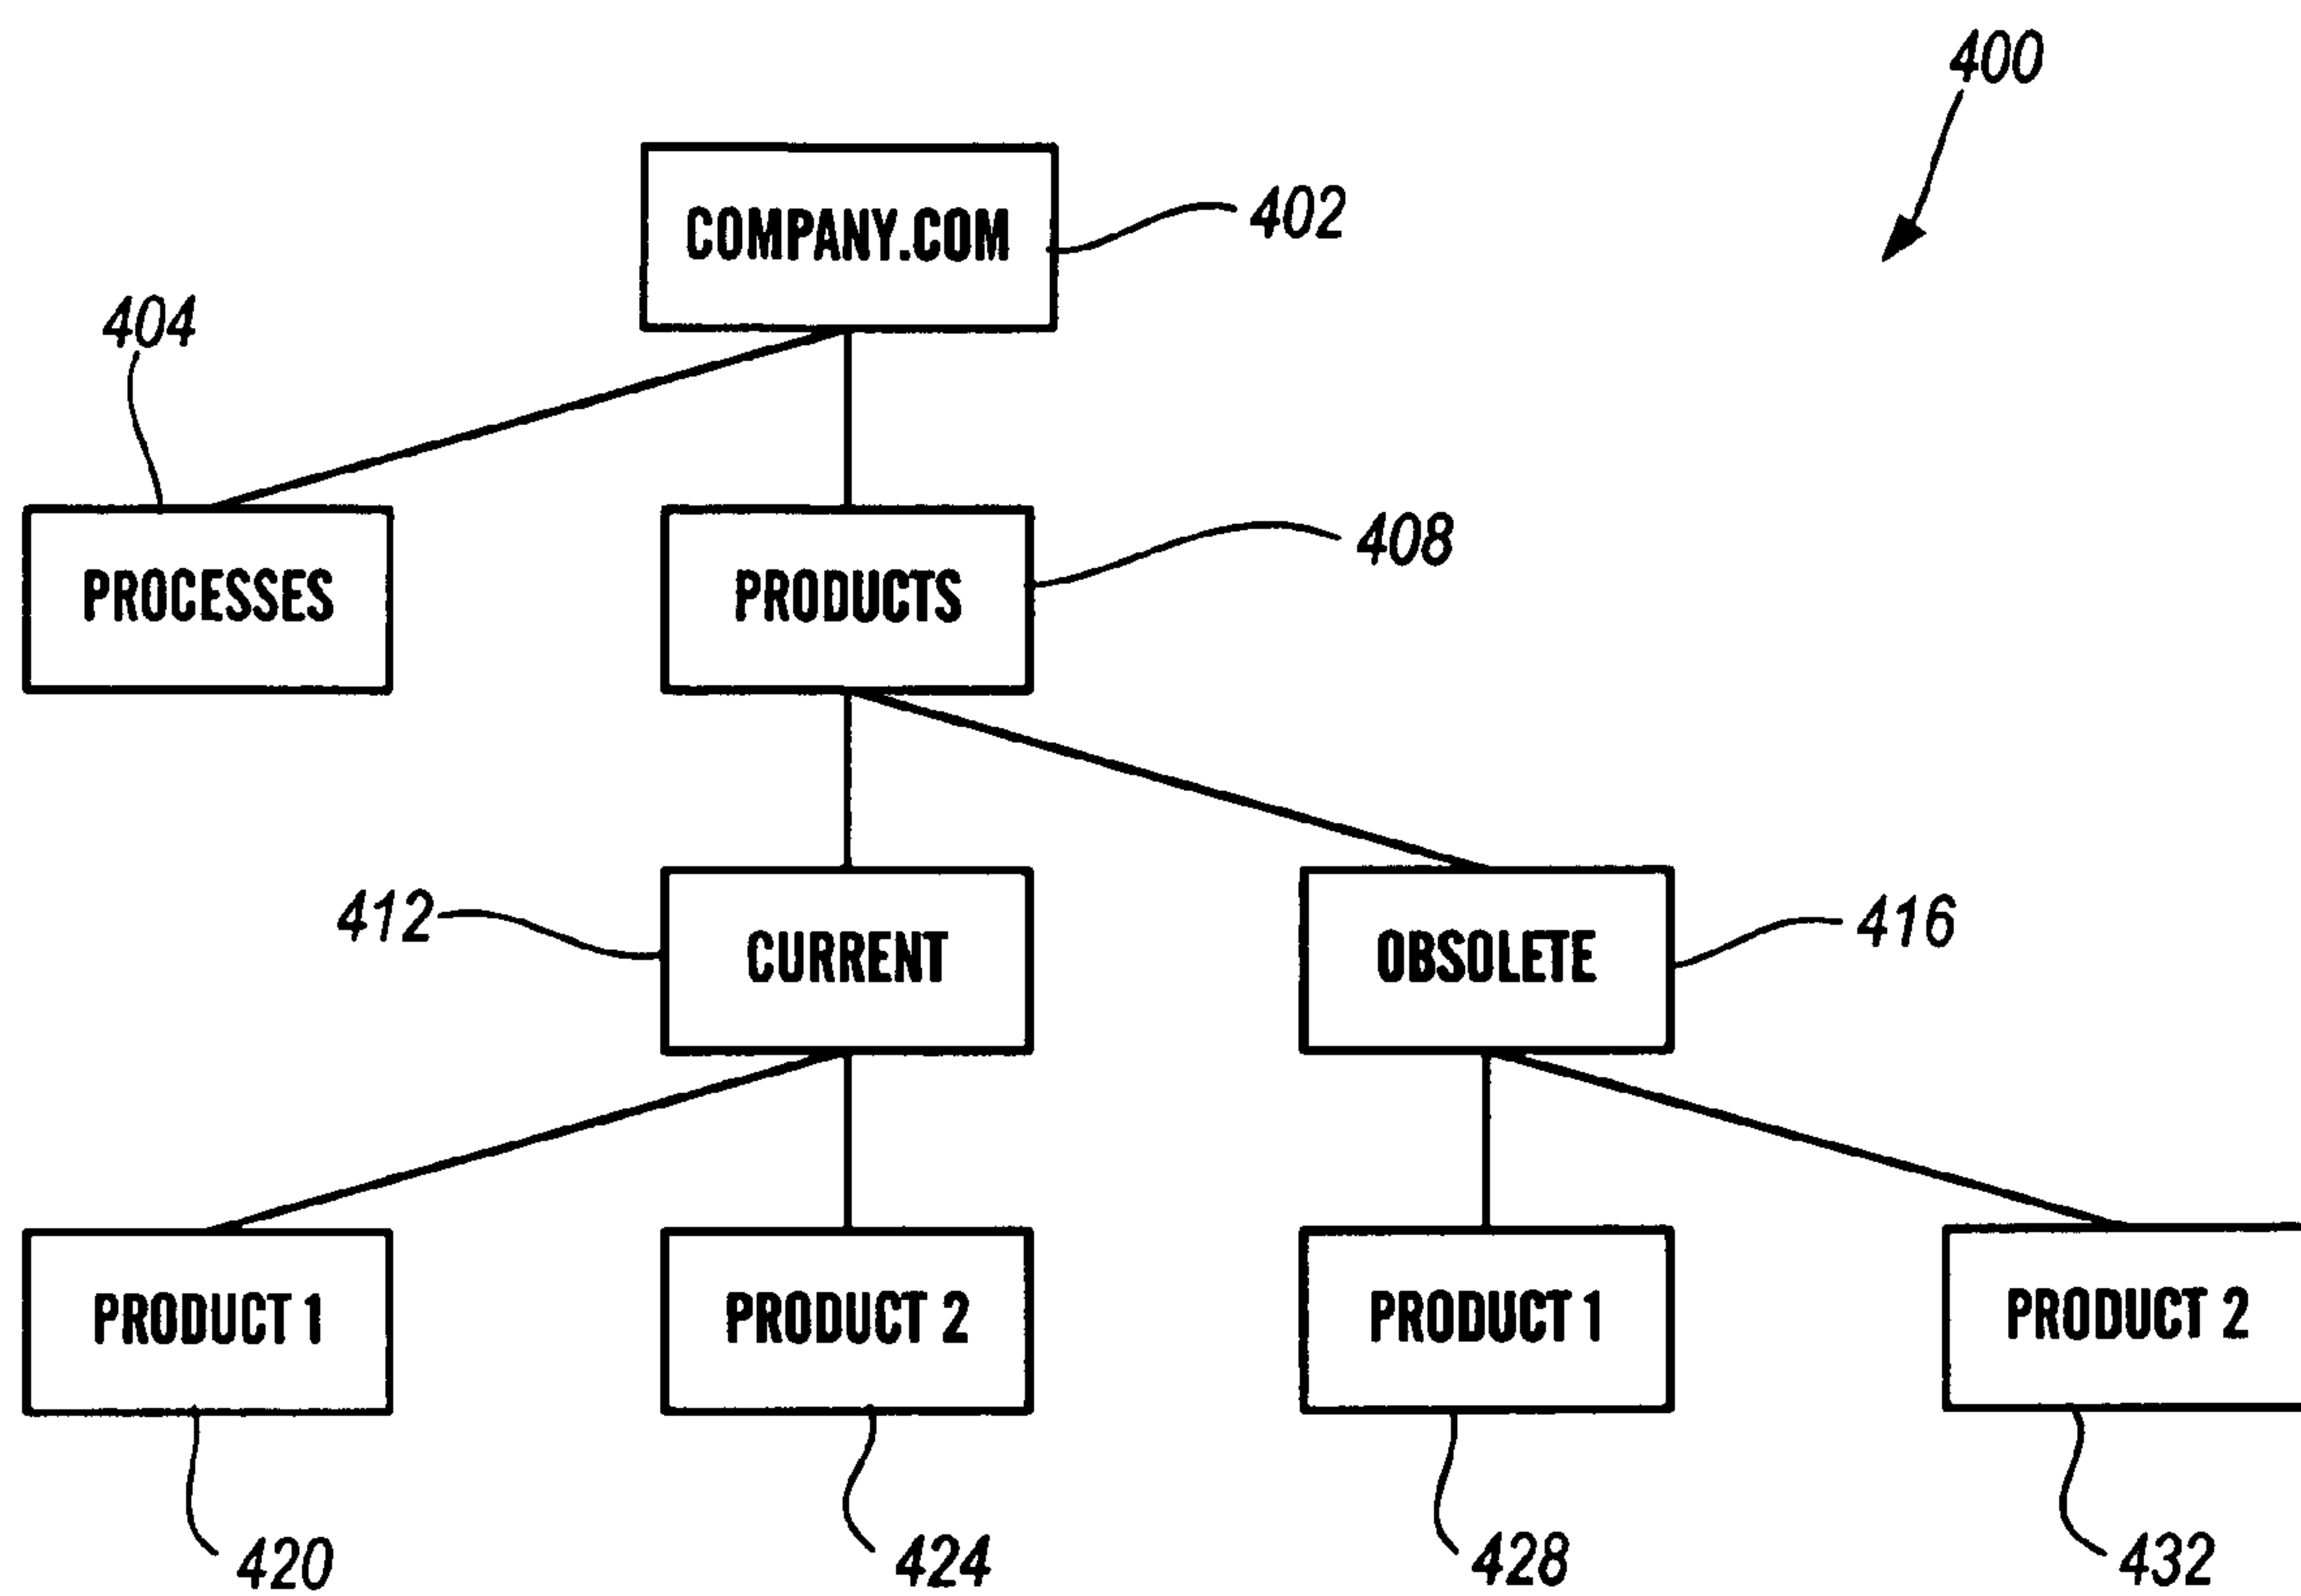 400
COMPANY.COM
402
404
PROCESSES
PRODUCTS
408
412
CURRENT
OBSOLETE
416
PRODUCT 1
PRODUCT 2
PRODUCT 1
PRODUCT 2
420
424
428
432